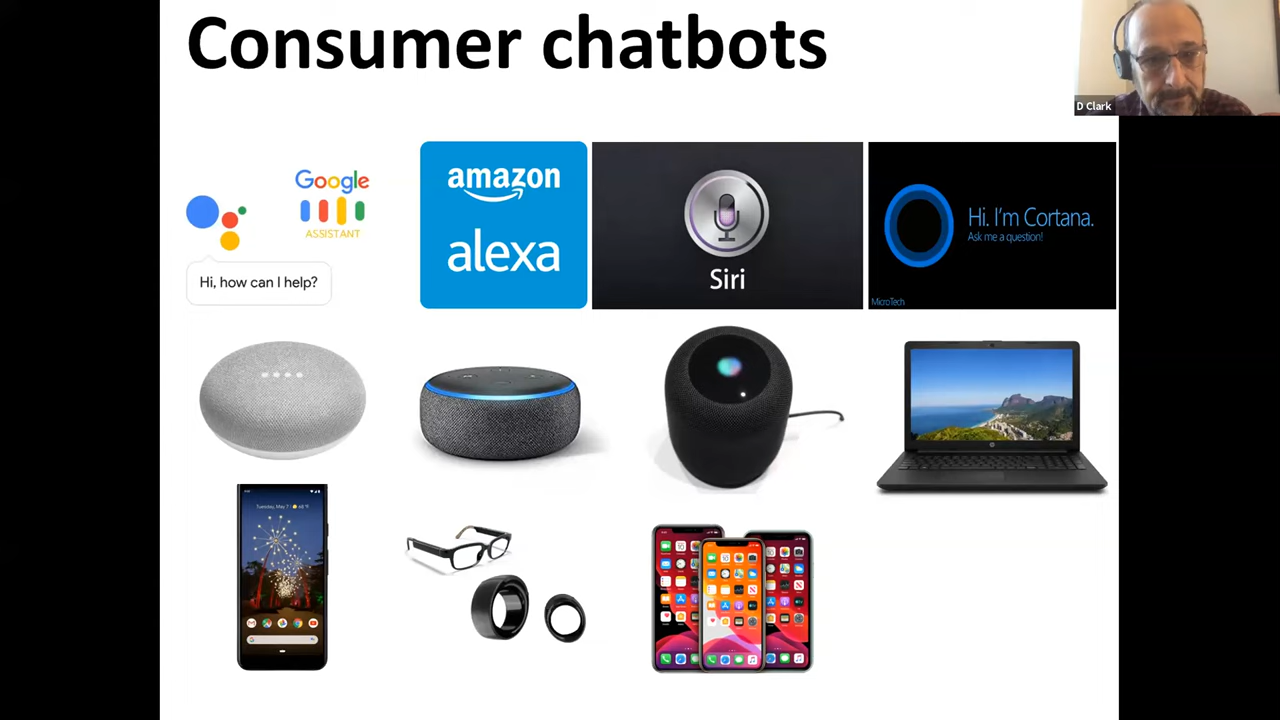 Consumer chatbots
D Clark
Google
ASSISTANT
Hi, how can I help?
amazon
alexa
Siri
Hi. I'm Cortana.
Ask me a question!
MicroTech